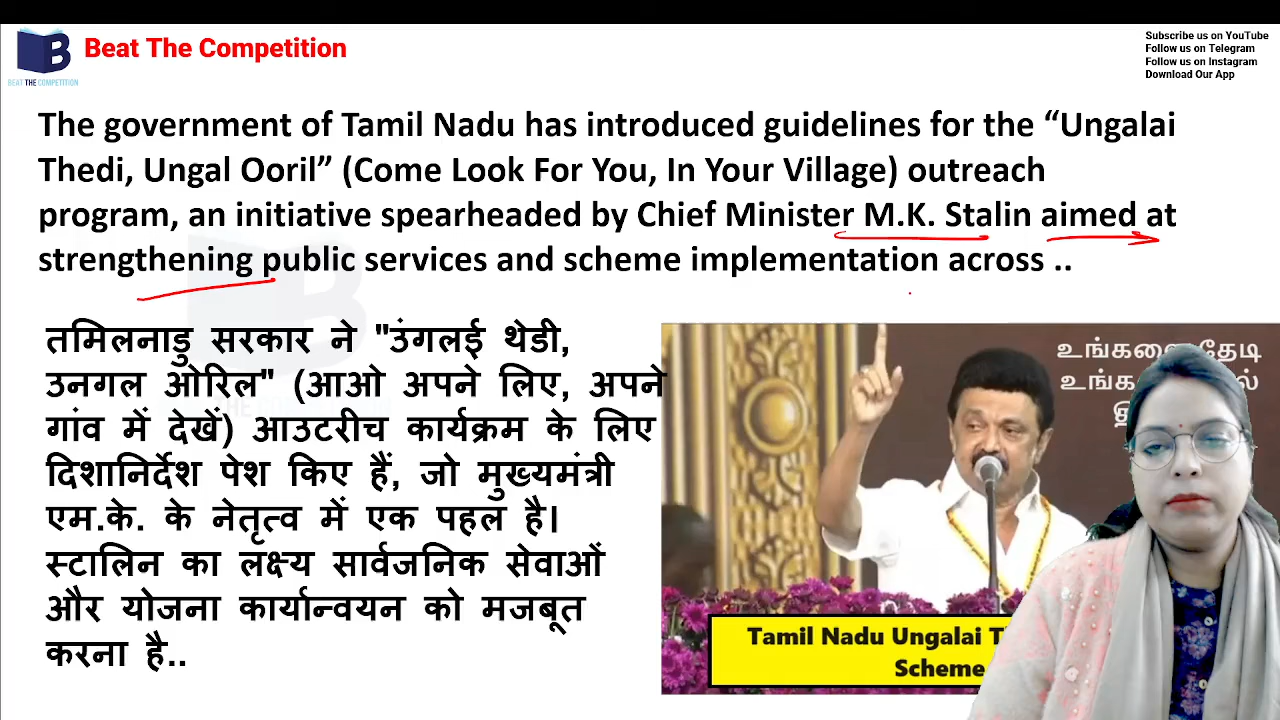 Beat The Competition
BEAT THE COMPETITION
Subscribe us on YouTube
Follow us on Telegram
Follow us on Instagram
Download Our App
The government of Tamil Nadu has introduced guidelines for the “Ungalai
Thedi, Ungal Ooril” (Come Look For You, In Your Village) outreach
program, an initiative spearheaded by Chief Minister M.K. Stalin aimed at
strengthening public services and scheme implementation across ..
तमिलनाडु सरकार ने "उंगलई थेडी,
उनगल ओरिल" (आओ अपने लिए, अपने
गांव में देखें) आउटरीच कार्यक्रम के लिए
दिशानिर्देश पेश किए हैं, जो मुख्यमंत्री
एम.के. के नेतृत्व में एक पहल है।
स्टालिन का लक्ष्य सार्वजनिक सेवाओं
और योजना कार्यान्वयन को मजबूत
करना है..
உங்களை தேடி
Tamil Nadu Ungalai
Scheme